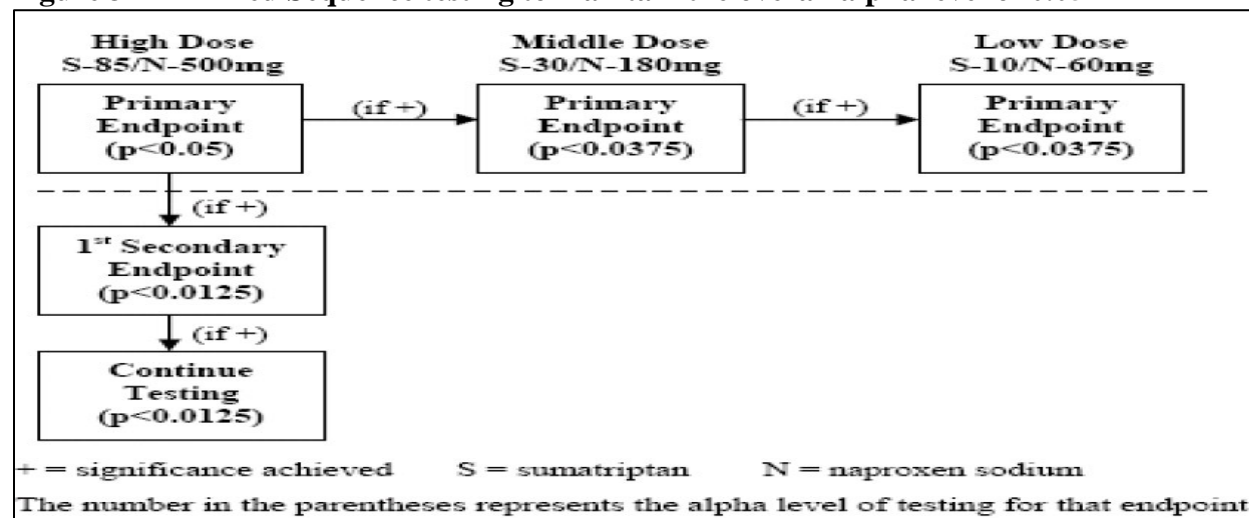 High Dose
S-85/N-500mg
Middle Dose
S-30/N-180mg
Low Dose
S-10/N-60mg
Primary
Endpoint
(p<0.05)
(if +)
Primary
Endpoint
(p<0.0375)
(if +)
Primary
Endpoint
(p<0.0375)
(if +)
1st Secondary
Endpoint
(p<0.0125)
(if +)
Continue
Testing
(p<0.0125)
+ = significance achieved S = sumatriptan N = naproxen sodium
The number in the parentheses represents the alpha level of testing for that endpoint